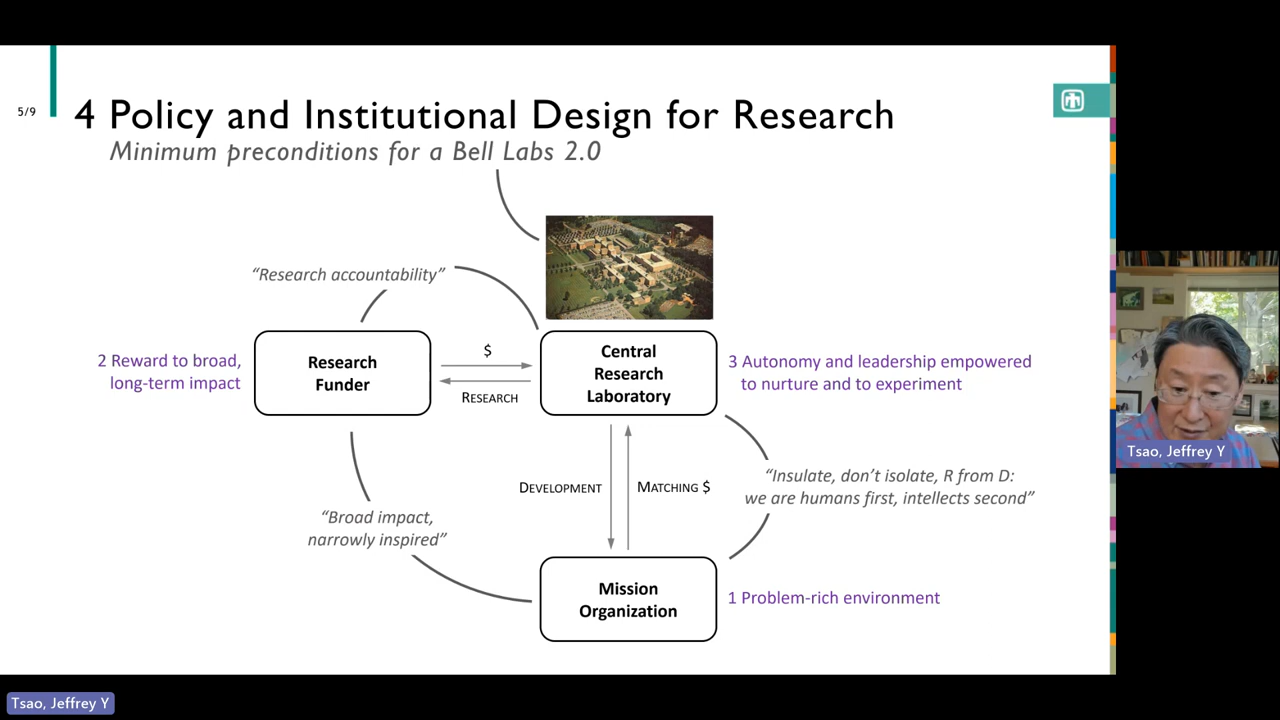 5/9
4 Policy and Institutional Design for Research
Minimum preconditions for a Bell Labs 2.0
“Research accountability”
2 Reward to broad,
long-term impact
Research
Funder
$
RESEARCH
Central
Research
Laboratory
3 Autonomy and leadership empowered
to nurture and to experiment
DEVELOPMENT
MATCHING $
“Insulate, don’t isolate, R from D:
we are humans first, intellects second”
“Broad impact,
narrowly inspired”
Mission
Organization
1 Problem-rich environment
Tsao, Jeffrey Y
Tsao, Jeffrey Y